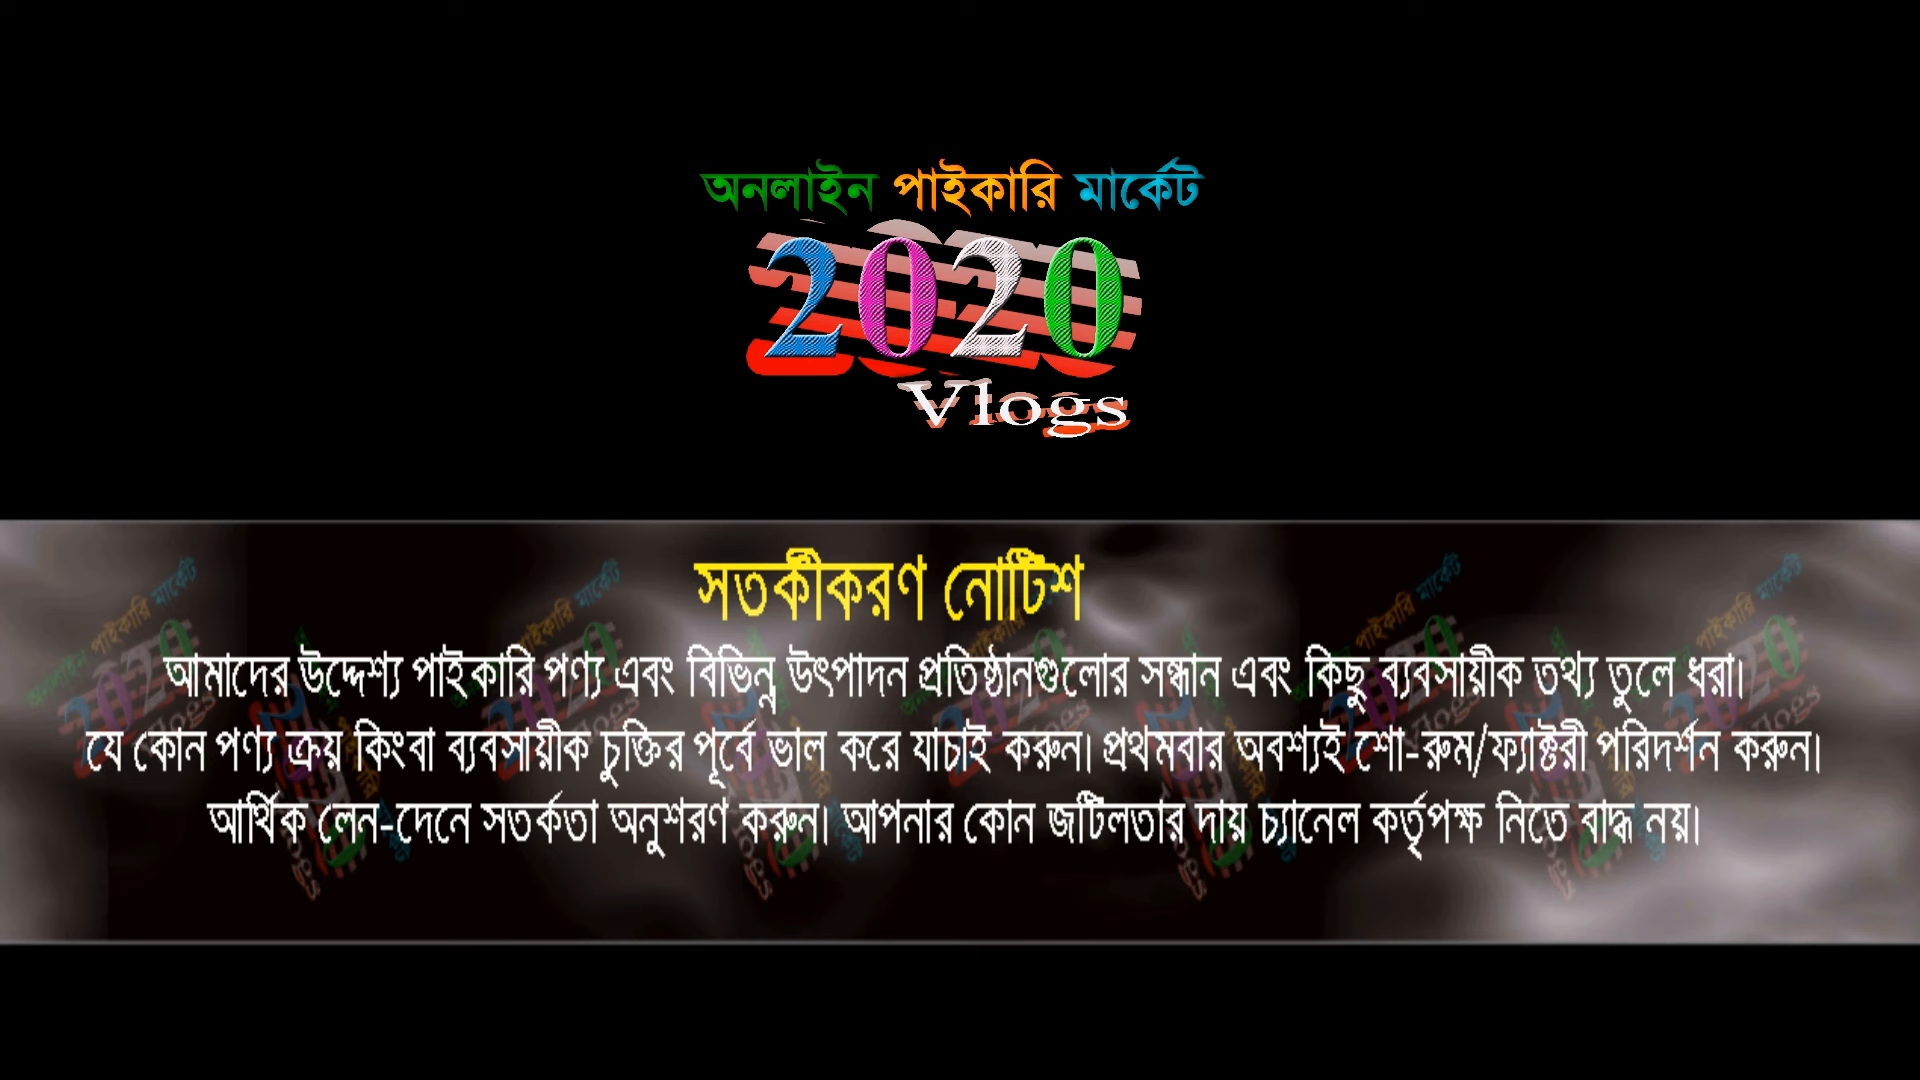 অনলাইন পাইকারি মার্কেট
2020
Vlogs
সতর্কীকরণ নোটিশ
আমাদের উদ্দেশ্য পাইকারি পণ্য এবং বিভিন্ন উৎপাদন প্রতিষ্ঠানগুলোর সন্ধান এবং কিছু ব্যবসায়ীক তথ্য তুলে ধরা।
যে কোন পণ্য ক্রয় কিংবা ব্যবসায়ীক চুক্তির পূর্বে ভাল করে যাচাই করুন। প্রথমবার অবশ্যই শো-রুম/ফ্যাক্টরী পরিদর্শন করুন।
আর্থিক লেন-দেনে সতর্কতা অনুশরণ করুন। আপনার কোন জটিলতার দায় চ্যানেল কর্তৃপক্ষ নিতে বাদ্ধ নয়।